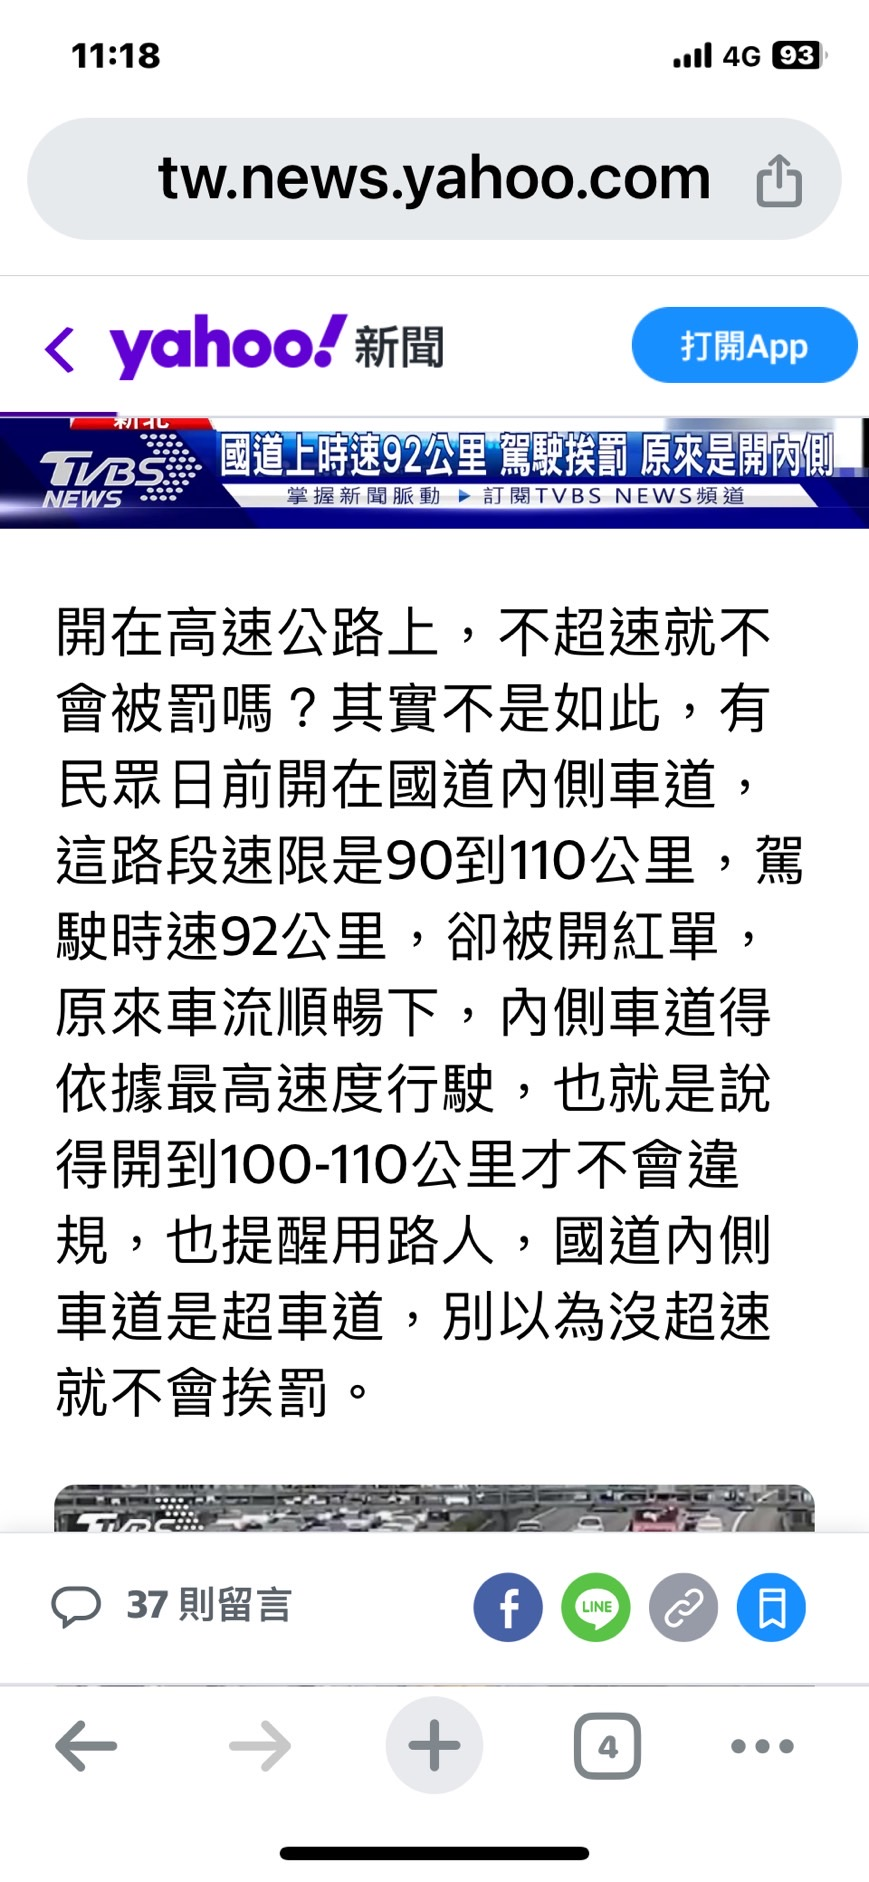 11:18
4G 93
tw.news.yahoo.com
yahoo! 新聞
打開App
新北
TVBS NEWS
國道上時速92公里 駕駛挨罰 原來是開內側
掌握新聞脈動 ▶ 訂閱TVBS NEWS頻道
開在高速公路上，不超速就不
會被罰嗎？其實不是如此，有
民眾日前開在國道內側車道，
這路段速限是90到110公里，駕
駛時速92公里，卻被開紅單，
原來車流順暢下，內側車道得
依據最高速度行駛，也就是說
得開到100-110公里才不會違
規，也提醒用路人，國道內側
車道是超車道，別以為沒超速
就不會挨罰。
TVBS
37 則留言
LINE
4